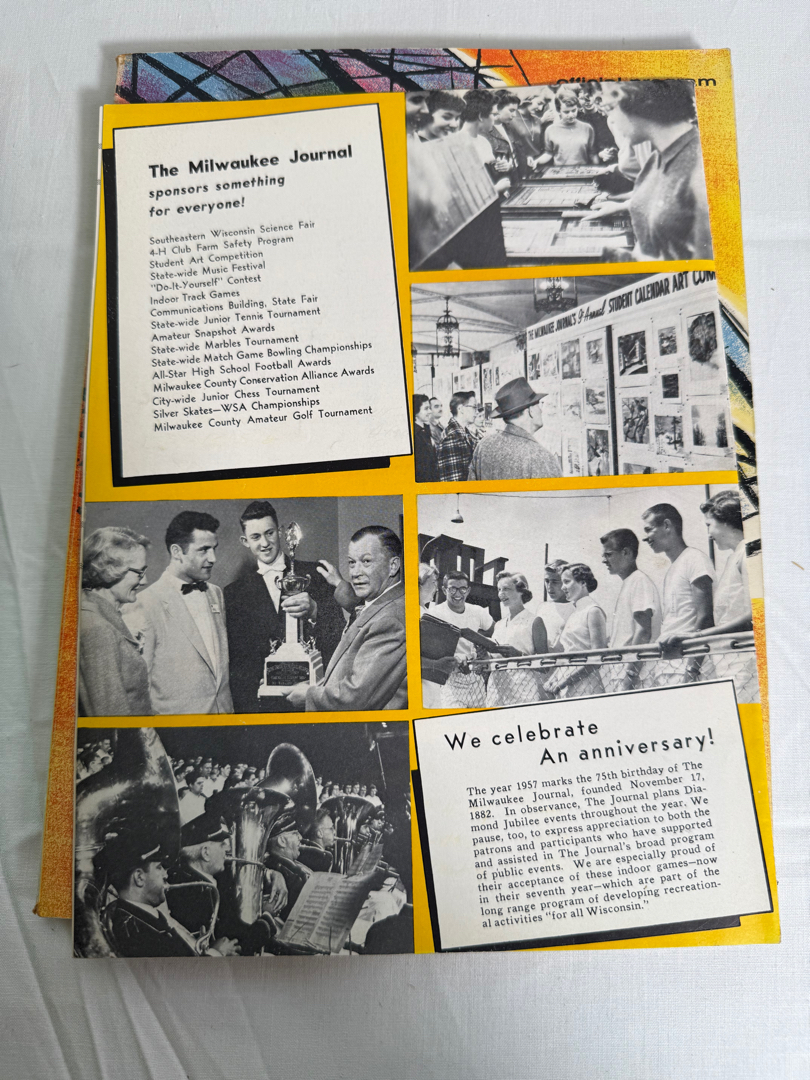 official program
The Milwaukee Journal
sponsors something
for everyone!
Southeastern Wisconsin Science Fair
4-H Club Farm Safety Program
Student Art Competition
State-wide Music Festival
"Do-It-Yourself" Contest
Indoor Track Games
Communications Building, State Fair
State-wide Junior Tennis Tournament
Amateur Snapshot Awards
State-wide Marbles Tournament
State-wide Match Game Bowling Championships
All-Star High School Football Awards
Milwaukee County Conservation Alliance Awards
City-wide Junior Chess Tournament
Silver Skates—WSA Championships
Milwaukee County Amateur Golf Tournament
THE MILWAUKEE JOURNAL'S 9th Annual STUDENT CALENDAR ART COM
We celebrate
An anniversary!
The year 1957 marks the 75th birthday of The
Milwaukee Journal, founded November 17,
1882. In observance, The Journal plans Dia-
mond Jubilee events throughout the year. We
pause, too, to express appreciation to both the
patrons and participants who have supported
and assisted in The Journal's broad program
of public events. We are especially proud of
their acceptance of these indoor games—now
in their seventh year—which are part of the
long range program of developing recreation-
al activities "for all Wisconsin."